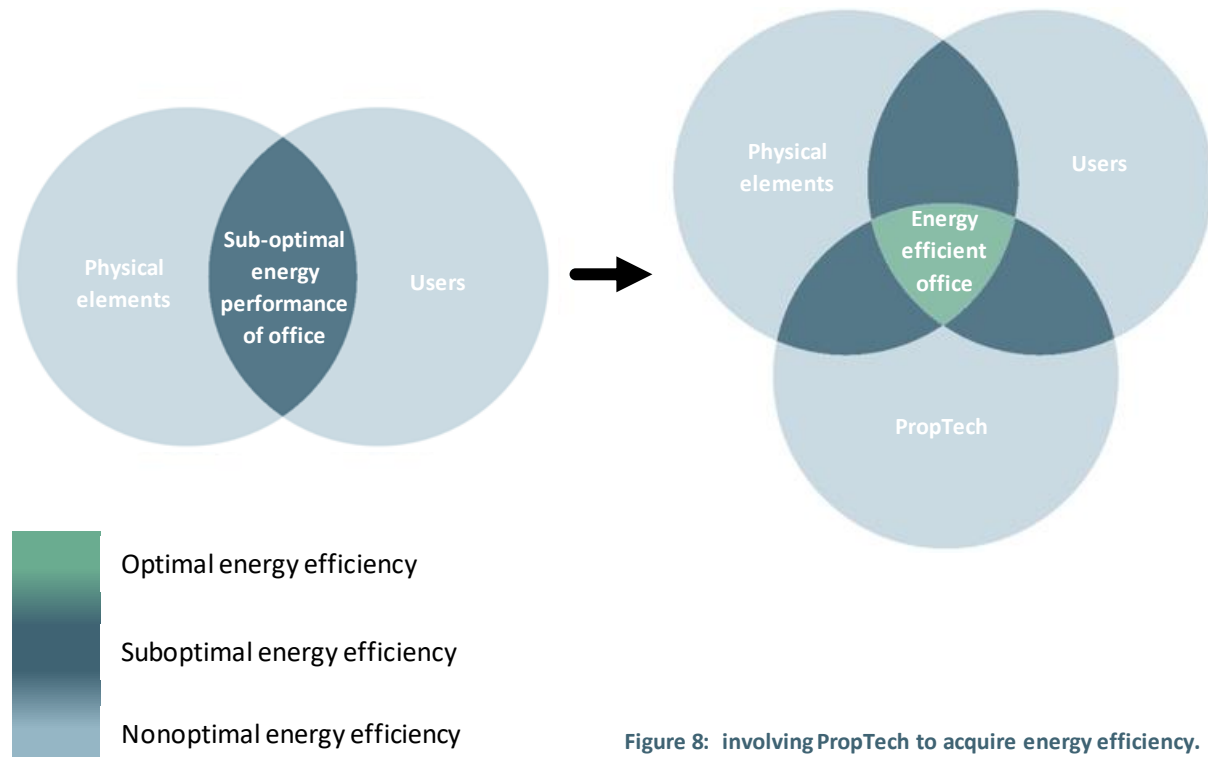 Physical
elements
Sub-optimal
energy
performance
of office
Users
Physical
elements
Users
Energy
efficient
office
PropTech
Optimal energy efficiency
Suboptimal energy efficiency
Nonoptimal energy efficiency
Figure 8: involving PropTech to acquire energy efficiency.